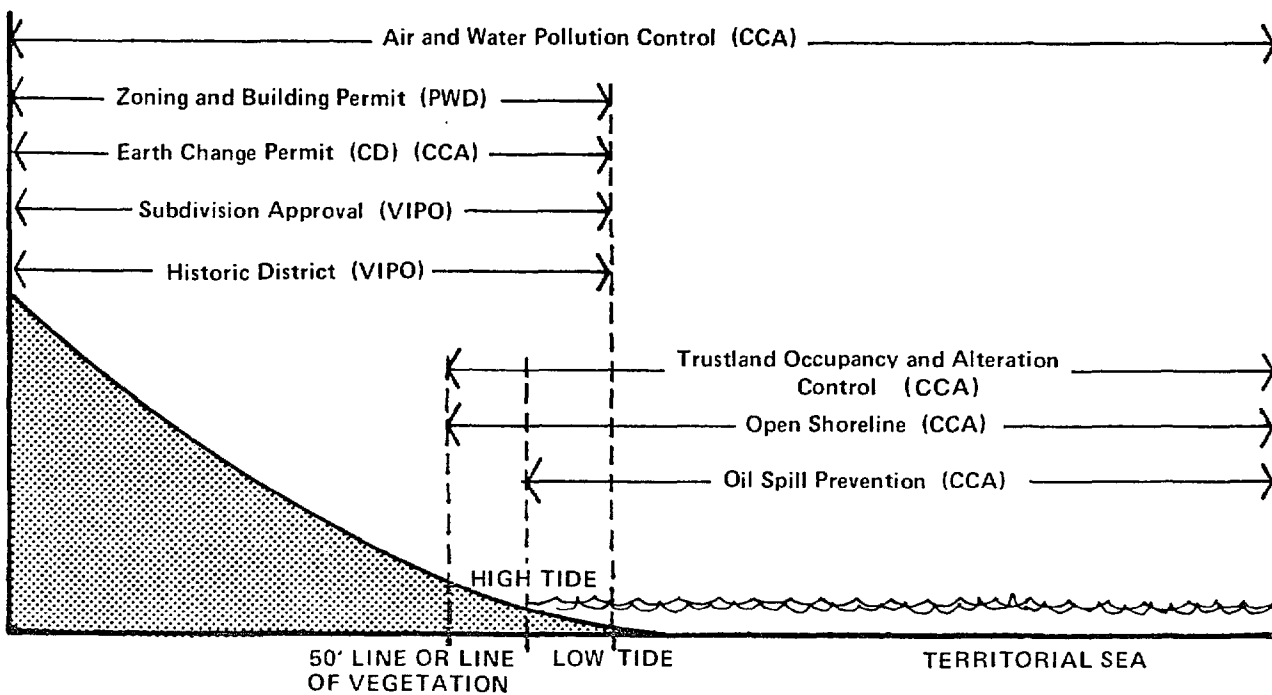 Air and Water Pollution Control (CCA)
Zoning and Building Permit (PWD)
Earth Change Permit (CD) (CCA)
Subdivision Approval (VIPO)
Historic District (VIPO)
Trustland Occupancy and Alteration
Control (CCA)
Open Shoreline (CCA)
Oil Spill Prevention (CCA)
HIGH TIDE
50' LINE OR LINE
OF VEGETATION
LOW TIDE
TERRITORIAL SEA